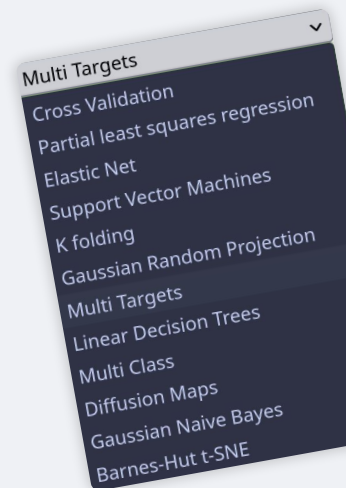 Multi Targets
Cross Validation
Partial least squares regression
Elastic Net
Support Vector Machines
K folding
Gaussian Random Projection
Multi Targets
Linear Decision Trees
Multi Class
Diffusion Maps
Gaussian Naive Bayes
Barnes-Hut t-SNE